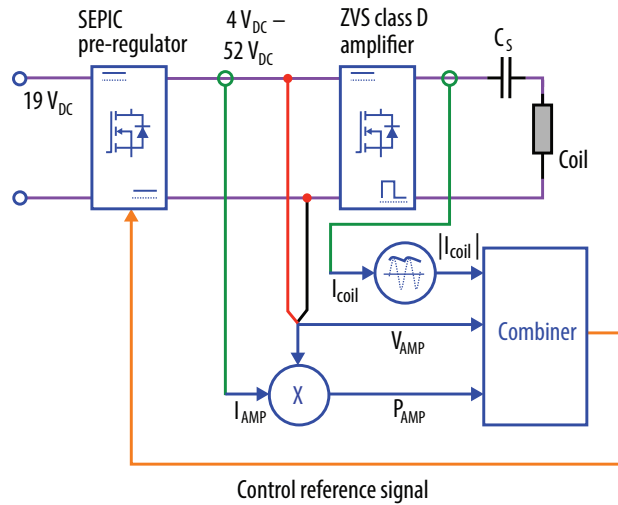 SEPIC
pre-regulator
4 V_DC –
52 V_DC
ZVS class D
amplifier
C_S
19 V_DC
Coil
|I_coil|
I_coil
Combiner
V_AMP
X
I_AMP
P_AMP
Control reference signal